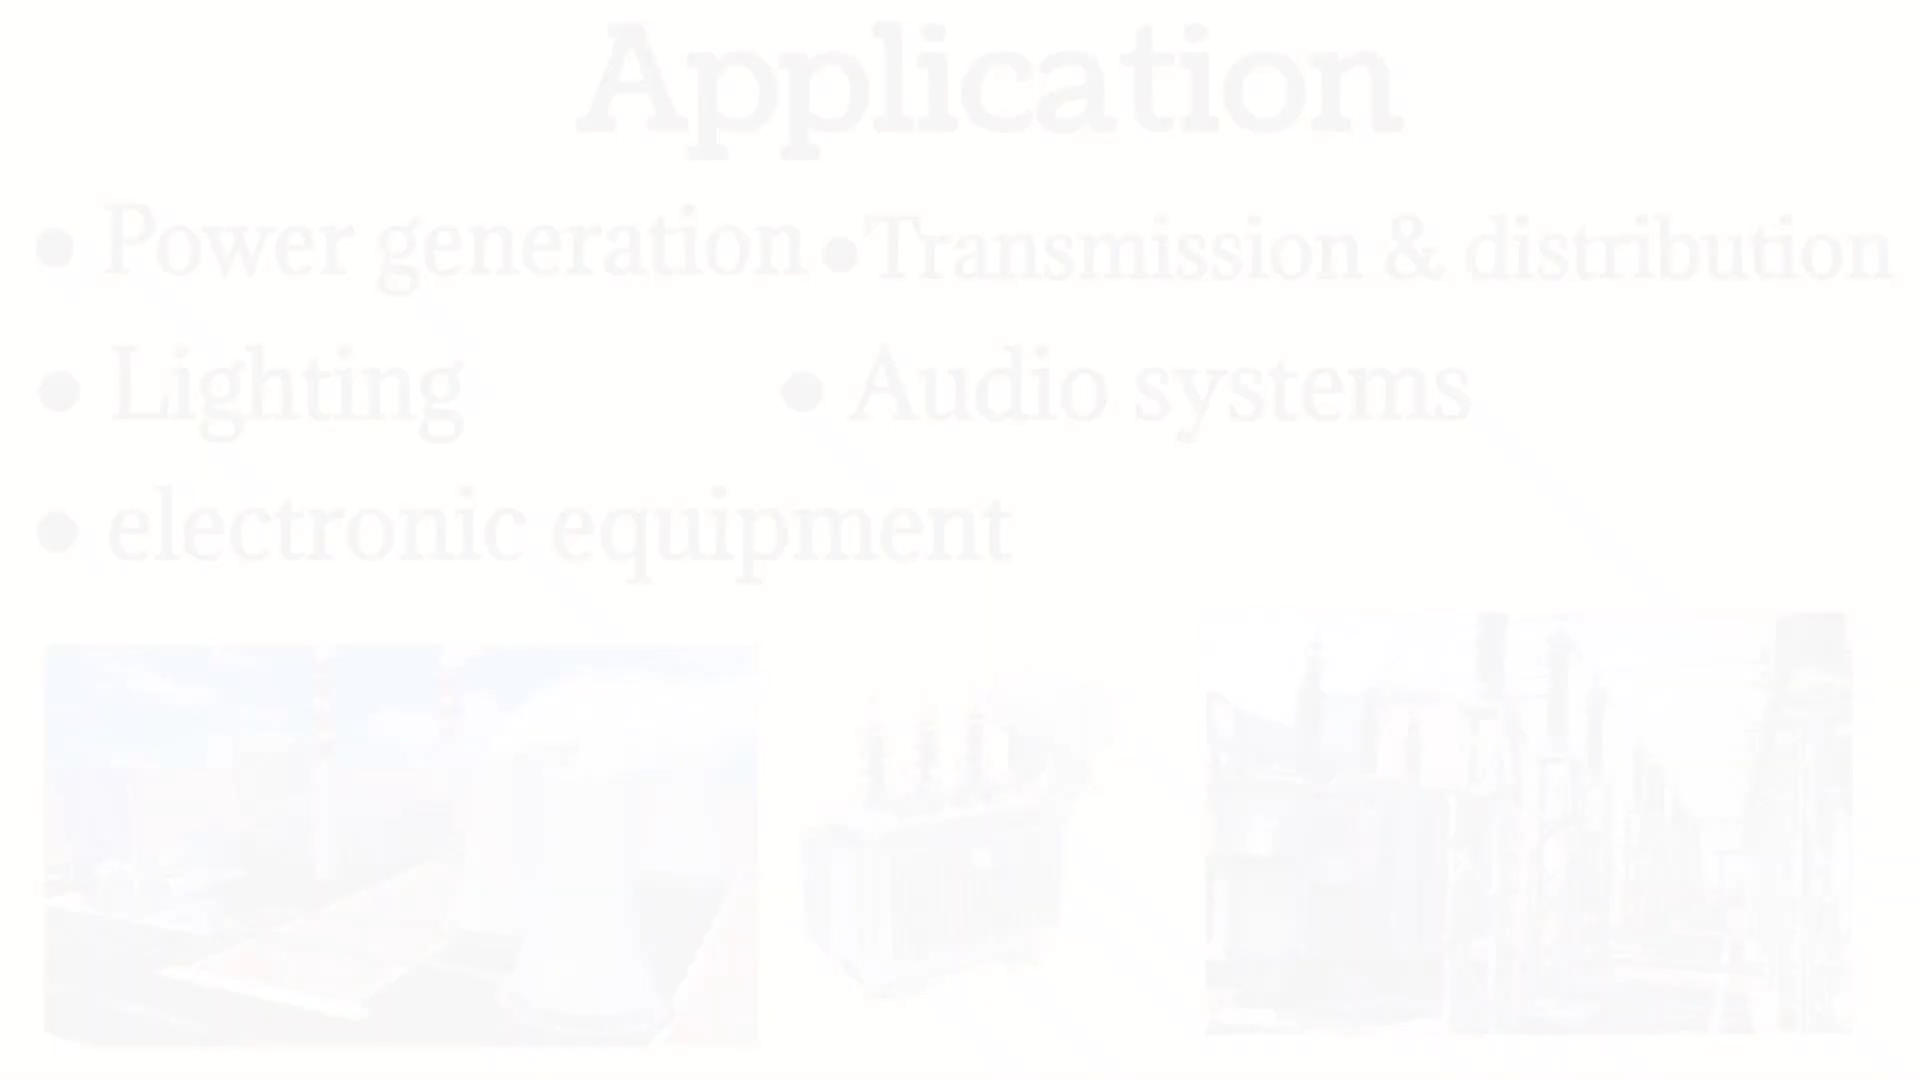 Application
• Power generation •Transmission & distribution
• Lighting • Audio systems
• electronic equipment